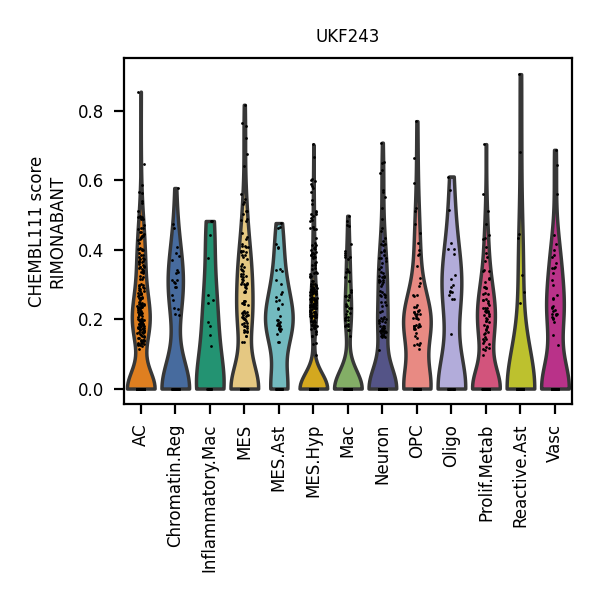 UKF243
CHEMBL111 score
RIMONABANT
0.8
0.6
0.4
0.2
0.0
AC
Chromatin.Reg
Inflammatory.Mac
MES
MES.Ast
MES.Hyp
Mac
Neuron
OPC
Oligo
Prolif.Metab
Reactive.Ast
Vasc